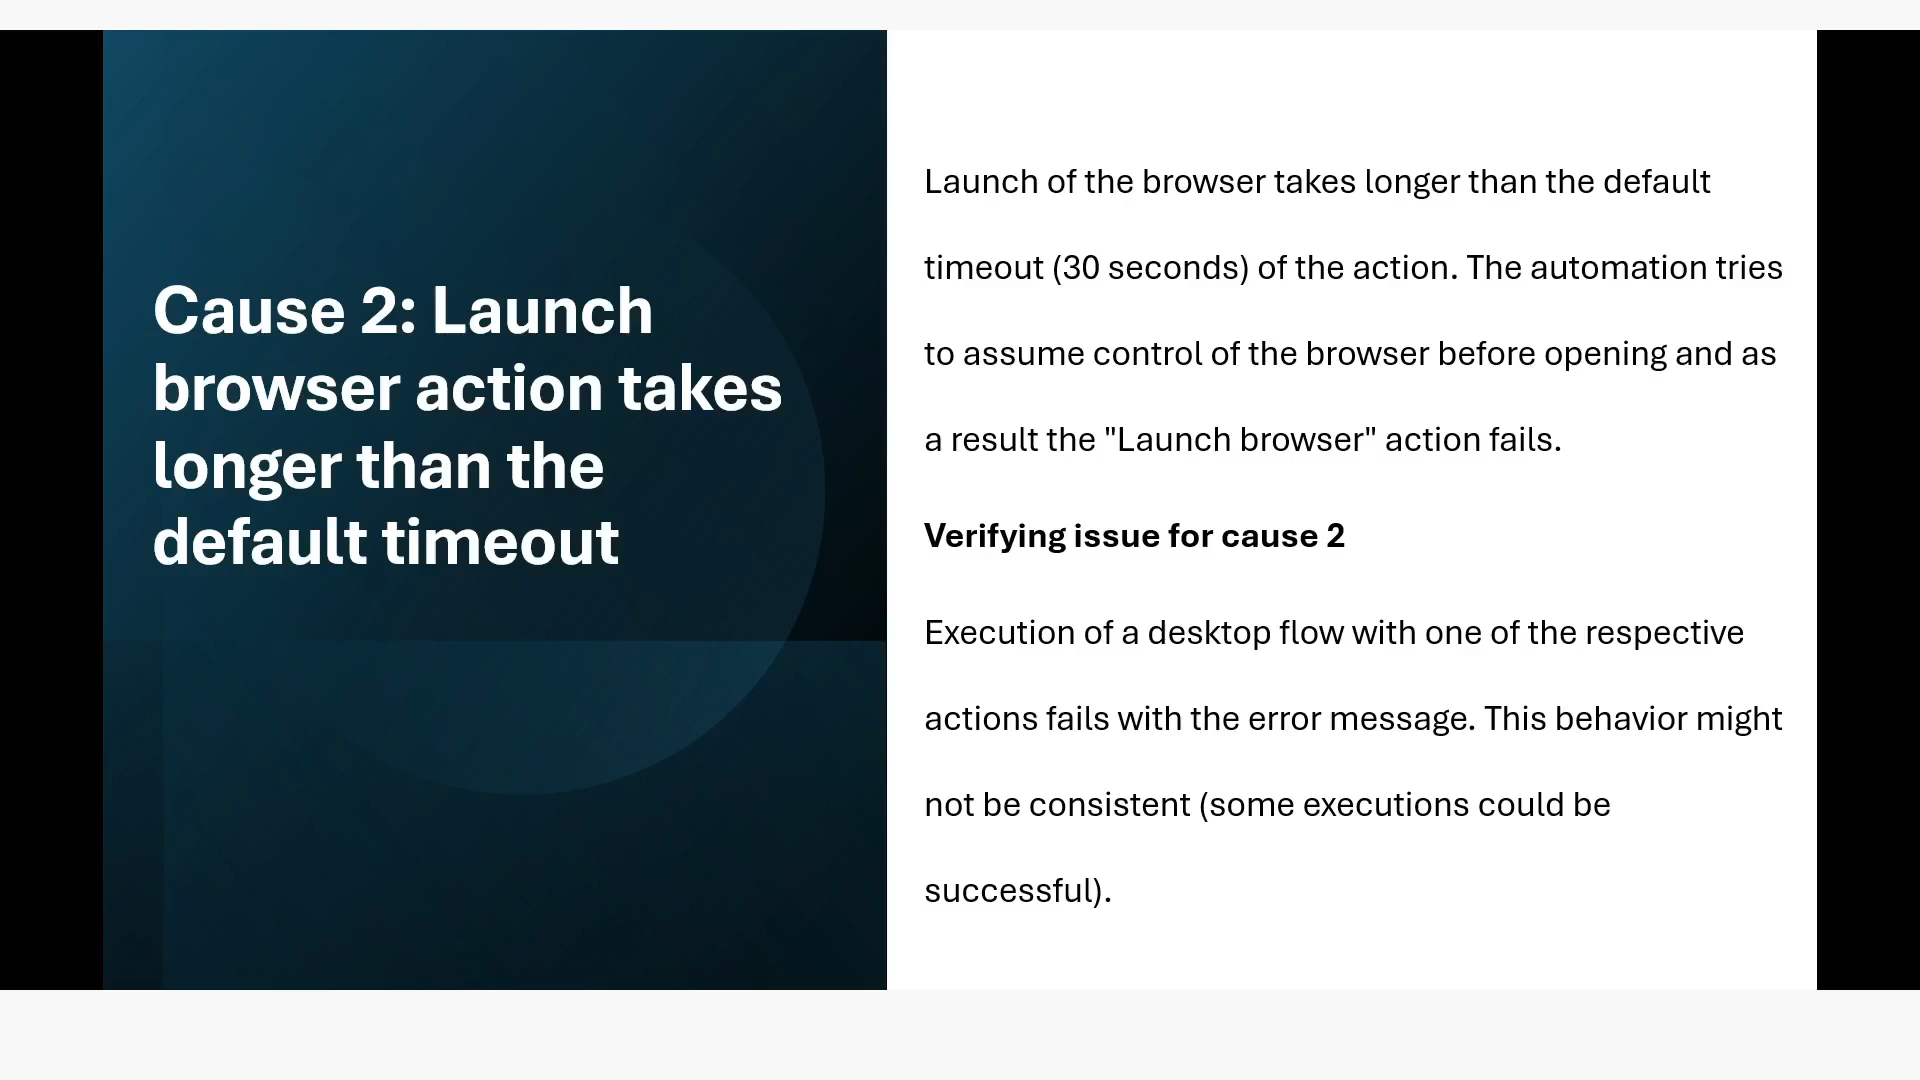 Cause 2: Launch
browser action takes
longer than the
default timeout
Launch of the browser takes longer than the default
timeout (30 seconds) of the action. The automation tries
to assume control of the browser before opening and as
a result the "Launch browser" action fails.
Verifying issue for cause 2
Execution of a desktop flow with one of the respective
actions fails with the error message. This behavior might
not be consistent (some executions could be
successful).